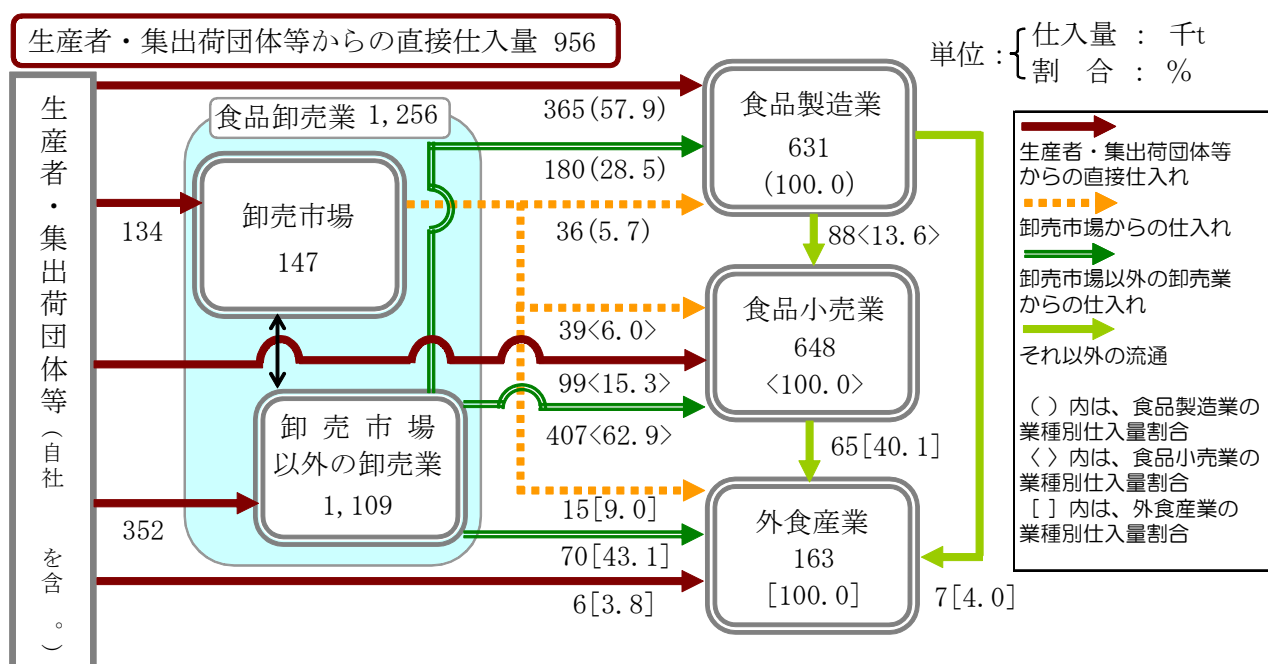 生産者・集出荷団体等からの直接仕入量 956
単位:
仕入量 : 千t
割 合 : %
生産者・集出荷団体等(自社 を含 。)
食品卸売業 1,256
卸売市場
147
卸 売 市 場
以外の卸売業
1,109
134
352
365(57.9)
180(28.5)
36(5.7)
食品製造業
631
(100.0)
88<13.6>
39<6.0>
99<15.3>
407<62.9>
食品小売業
648
<100.0>
65[40.1]
15[9.0]
70[43.1]
6[3.8]
外食産業
163
[100.0]
7[4.0]
生産者・集出荷団体等
からの直接仕入れ
卸売市場からの仕入れ
卸売市場以外の卸売業
からの仕入れ
それ以外の流通
( )内は、食品製造業の
業種別仕入量割合
〈 〉内は、食品小売業の
業種別仕入量割合
[ ]内は、外食産業の
業種別仕入量割合